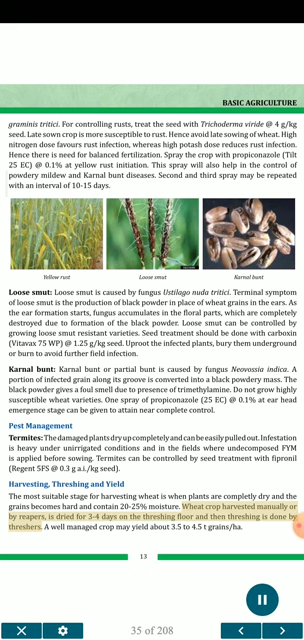 BASIC AGRICULTURE
graminis tritici. For controlling rusts, treat the seed with Trichoderma viride @ 4 g/kg
seed. Late sown crop is more susceptible to rust. Hence avoid late sowing of wheat. High
nitrogen dose favours rust infection, whereas high potash dose reduces rust infection.
Hence there is need for balanced fertilization. Spray the crop with propiconazole (Tilt
25 EC) @ 0.1% at yellow rust initiation. This spray will also help in the control of
powdery mildew and Karnal bunt diseases. Second and third spray may be repeated
with an interval of 10-15 days.
Yellow rust
Loose smut
Karnal bunt
Loose smut: Loose smut is caused by fungus Ustilago nuda tritici. Terminal symptom
of loose smut is the production of black powder in place of wheat grains in the ears.
As the ear formation starts, fungus accumulates in the floral parts, which are completely
destroyed due to formation of the black powder. Loose smut can be controlled by
growing loose smut resistant varieties. Seed treatment should be done with carboxin
(Vitavax 75 WP) @ 1.25 g/kg seed. Uproot the infected plants, bury them underground
or burn to avoid further field infection.
Karnal bunt: Karnal bunt or partial bunt is caused by fungus Neovossia indica. A
portion of infected grain along its groove is converted into a black powdery mass. The
black powder gives a foul smell due to presence of trimethylamine. Do not grow highly
susceptible wheat varieties. One spray of propiconazole (25 EC) @ 0.1% at ear head
emergence stage can be given to attain near complete control.
Pest Management
Termites: The damaged plants dry up completely and can be easily pulled out. Infestation
is heavy under unirrigated conditions and in the fields where undecomposed FYM
is applied before sowing. Termites can be controlled by seed treatment with fipronil
(Regent 5FS @ 0.3 g a.i./kg seed).
Harvesting, Threshing and Yield
The most suitable stage for harvesting wheat is when plants are completly dry and the
grains becomes hard and contain 20-25% moisture. Wheat crop harvested manually or
by reapers, is dried for 3-4 days on the threshing floor and then threshing is done by
threshers. A well managed crop may yield about 3.5 to 4.5 t grains/ha.
13
35 of 208